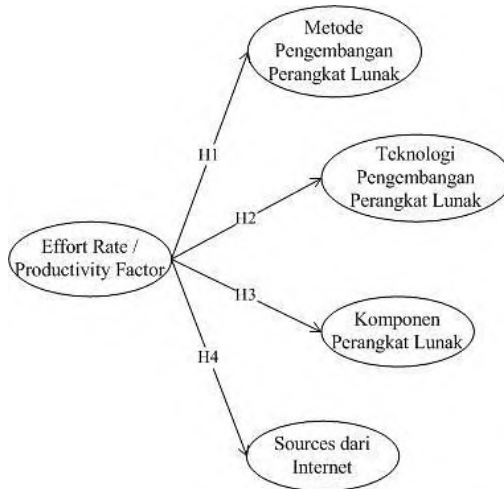 Metode
Pengembangan
Perangkat Lunak
H1
Teknologi
Pengembangan
Perangkat Lunak
H2
Effort Rate /
Productivity Factor
H3
Komponen
Perangkat Lunak
H4
Sources dari
Internet